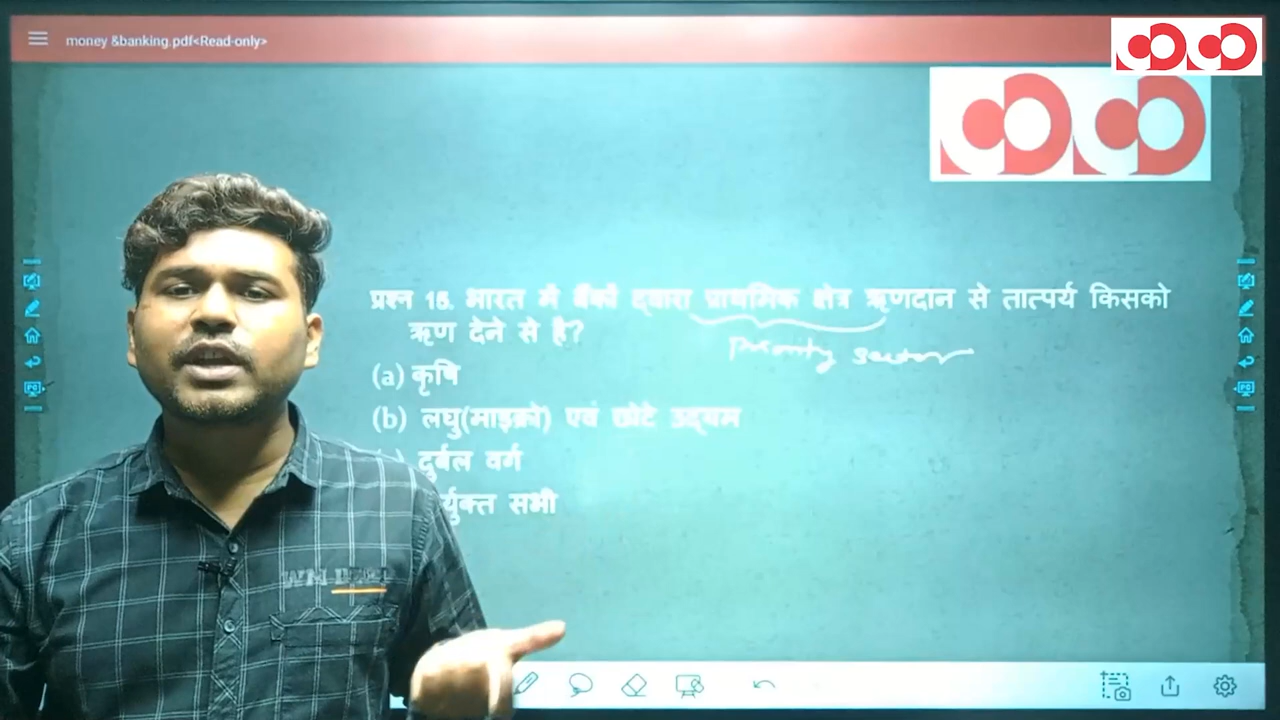 money &banking.pdf<Read-only>
प्रश्न 16. भारत में बैंकों द्वारा प्राथमिक क्षेत्र ऋणदान से तात्पर्य किसको
ऋण देने से है?
Priority sector
(a) कृषि
(b) लघु(माइक्रो) एवं छोटे उद्यम
दुर्बल वर्ग
र्युक्त सभी